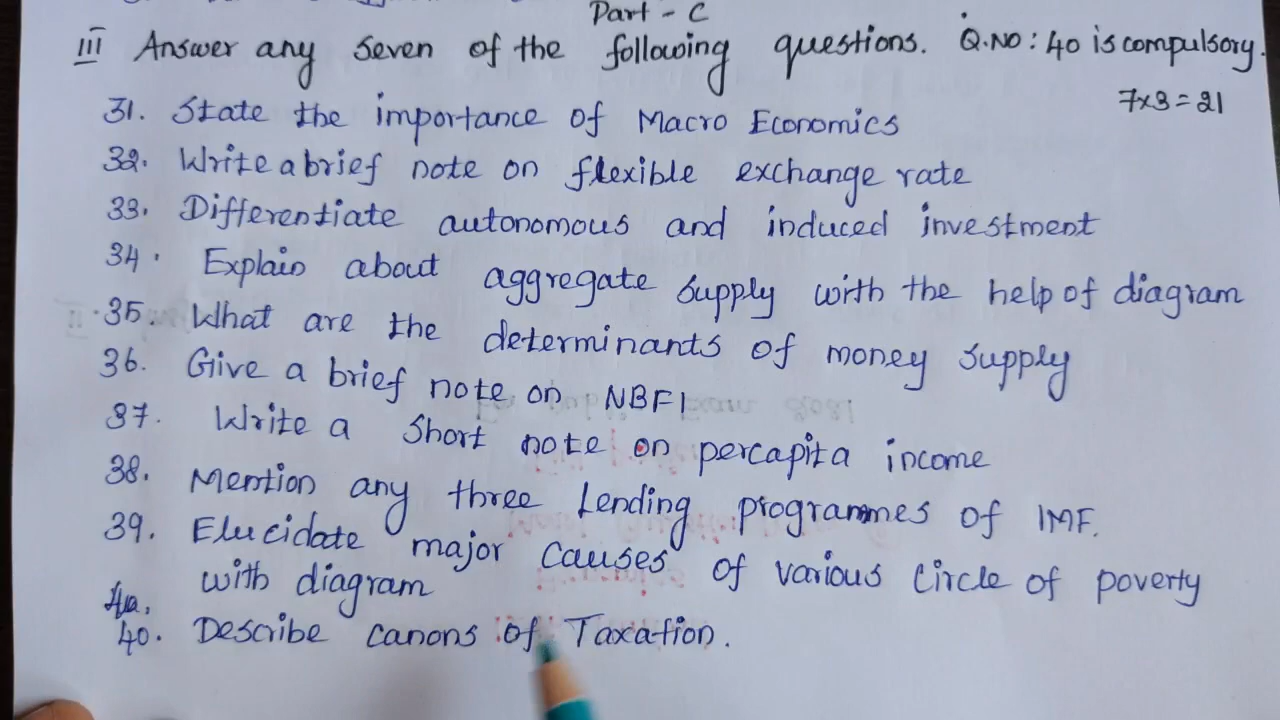 Part - C
III Answer any seven of the following questions. Q.NO: 40 is compulsory.
7x3=21
31. State the importance of Macro Economics
32. Write a brief note on flexible exchange rate
33. Differentiate autonomous and induced investment
34. Explain about aggregate supply with the help of diagram
35. What are the determinants of money supply
36. Give a brief note on NBFI
37. Write a short note on percapita income
38. Mention any three Lending programmes of IMF.
39. Elucidate major causes of various circle of poverty
with diagram
40. Describe canons of Taxation.